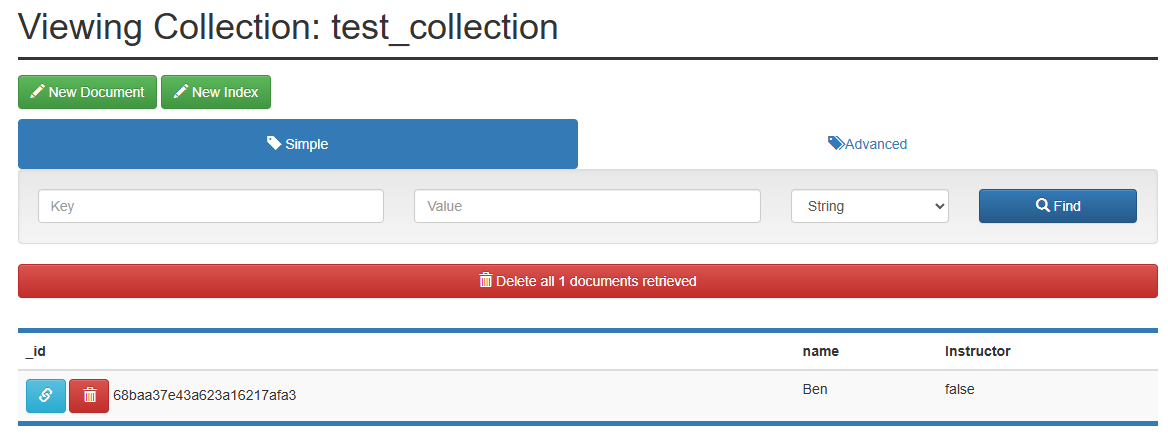 Viewing Collection: test_collection
New Document New Index
Simple Advanced
Key Value String Find
Delete all 1 documents retrieved
_id name Instructor
68baa37e43a623a16217afa3 Ben false